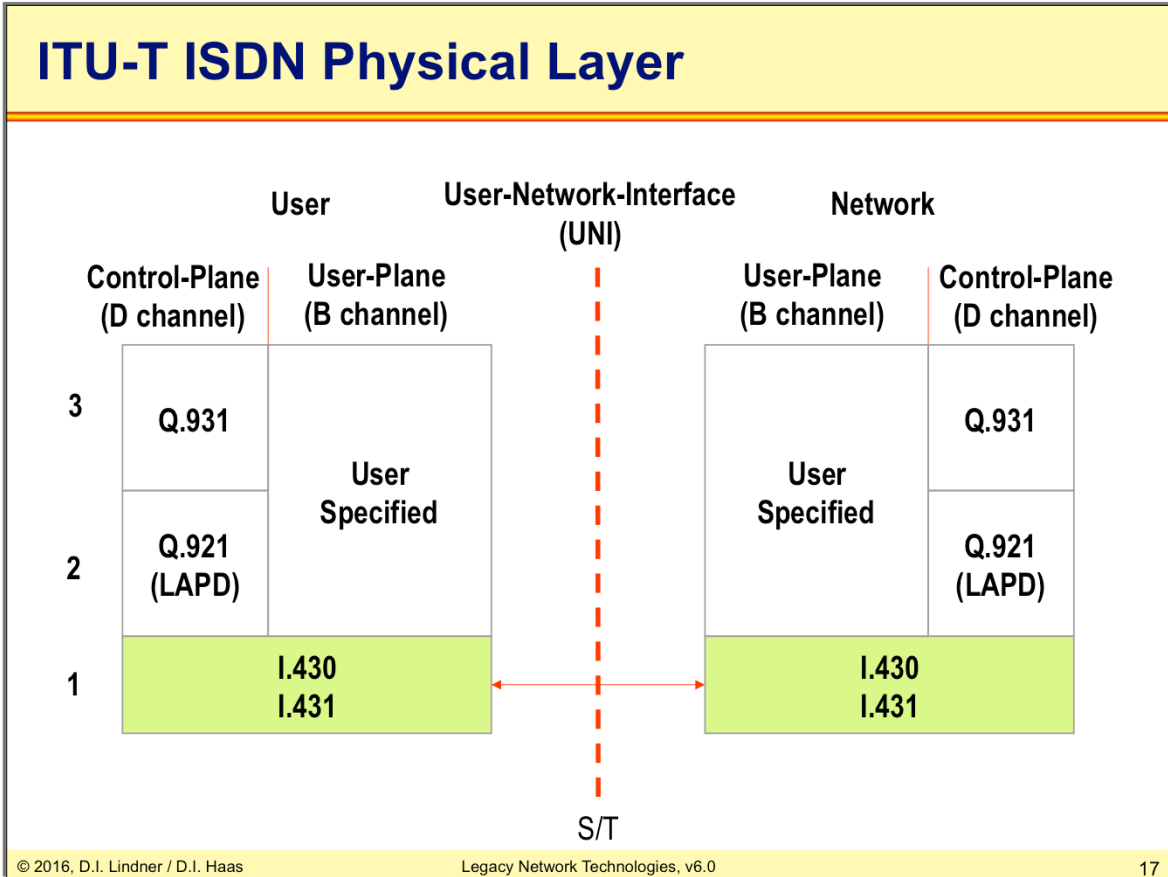 ITU-T ISDN Physical Layer
User
User-Network-Interface
(UNI)
Network
Control-Plane
(D channel)
User-Plane
(B channel)
User-Plane
(B channel)
Control-Plane
(D channel)
3
Q.931
User
Specified
User
Specified
Q.931
2
Q.921
(LAPD)
Q.921
(LAPD)
1
I.430
I.431
I.430
I.431
S/T
© 2016, D.I. Lindner / D.I. Haas
Legacy Network Technologies, v6.0
17